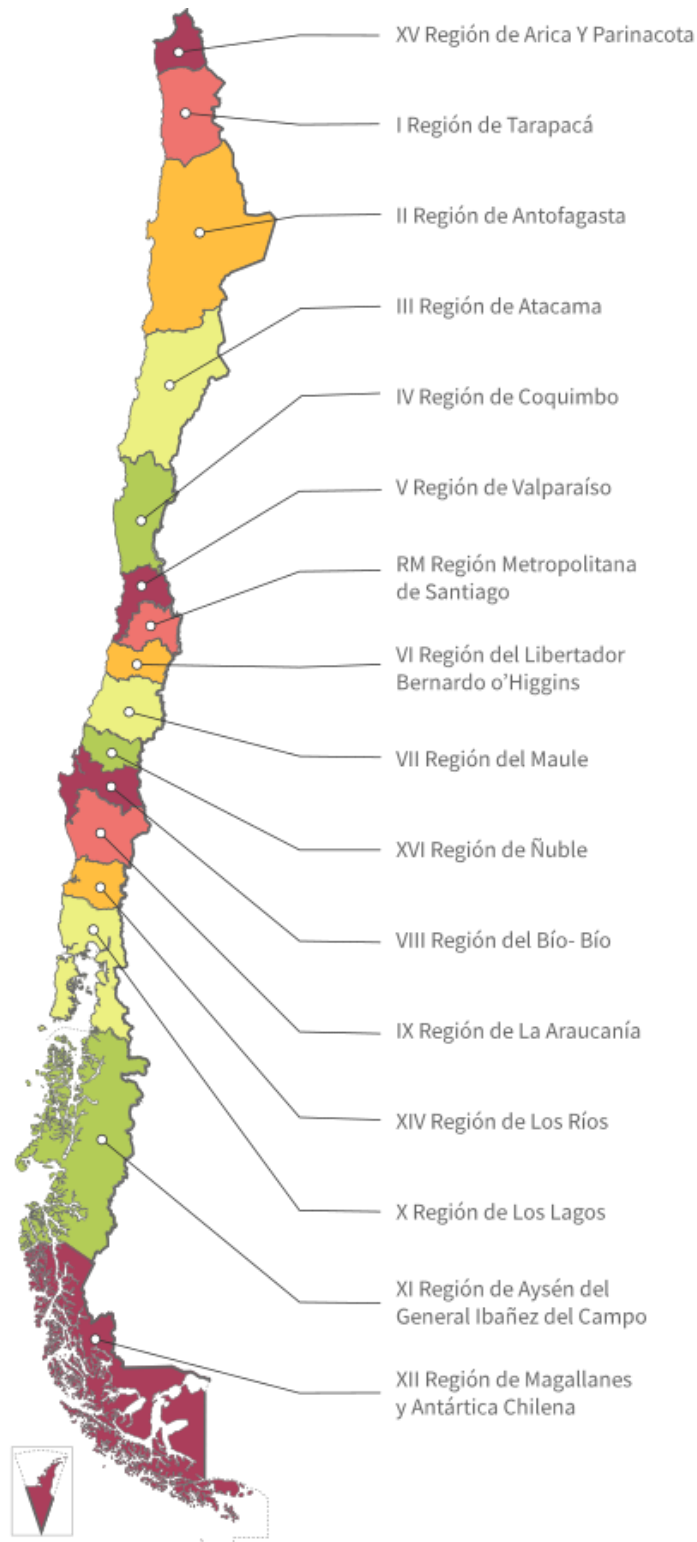 XV Región de Arica Y Parinacota
I Región de Tarapacá
II Región de Antofagasta
III Región de Atacama
IV Región de Coquimbo
V Región de Valparaíso
RM Región Metropolitana
de Santiago
VI Región del Libertador
Bernardo o’Higgins
VII Región del Maule
XVI Región de Ñuble
VIII Región del Bío- Bío
IX Región de La Araucanía
XIV Región de Los Ríos
X Región de Los Lagos
XI Región de Aysén del
General Ibañez del Campo
XII Región de Magallanes
y Antártica Chilena